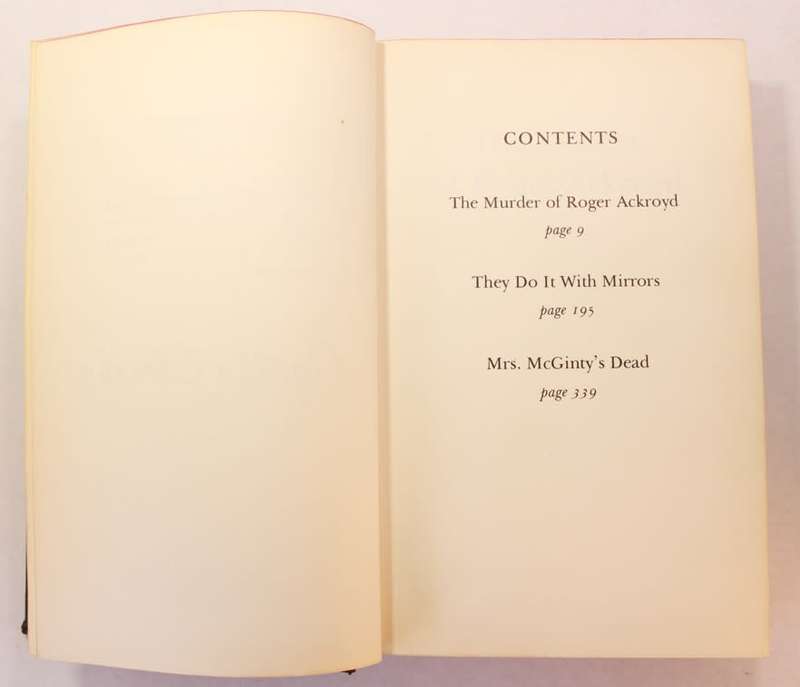 CONTENTS
The Murder of Roger Ackroyd
page 9
They Do It With Mirrors
page 195
Mrs. McGinty's Dead
page 339